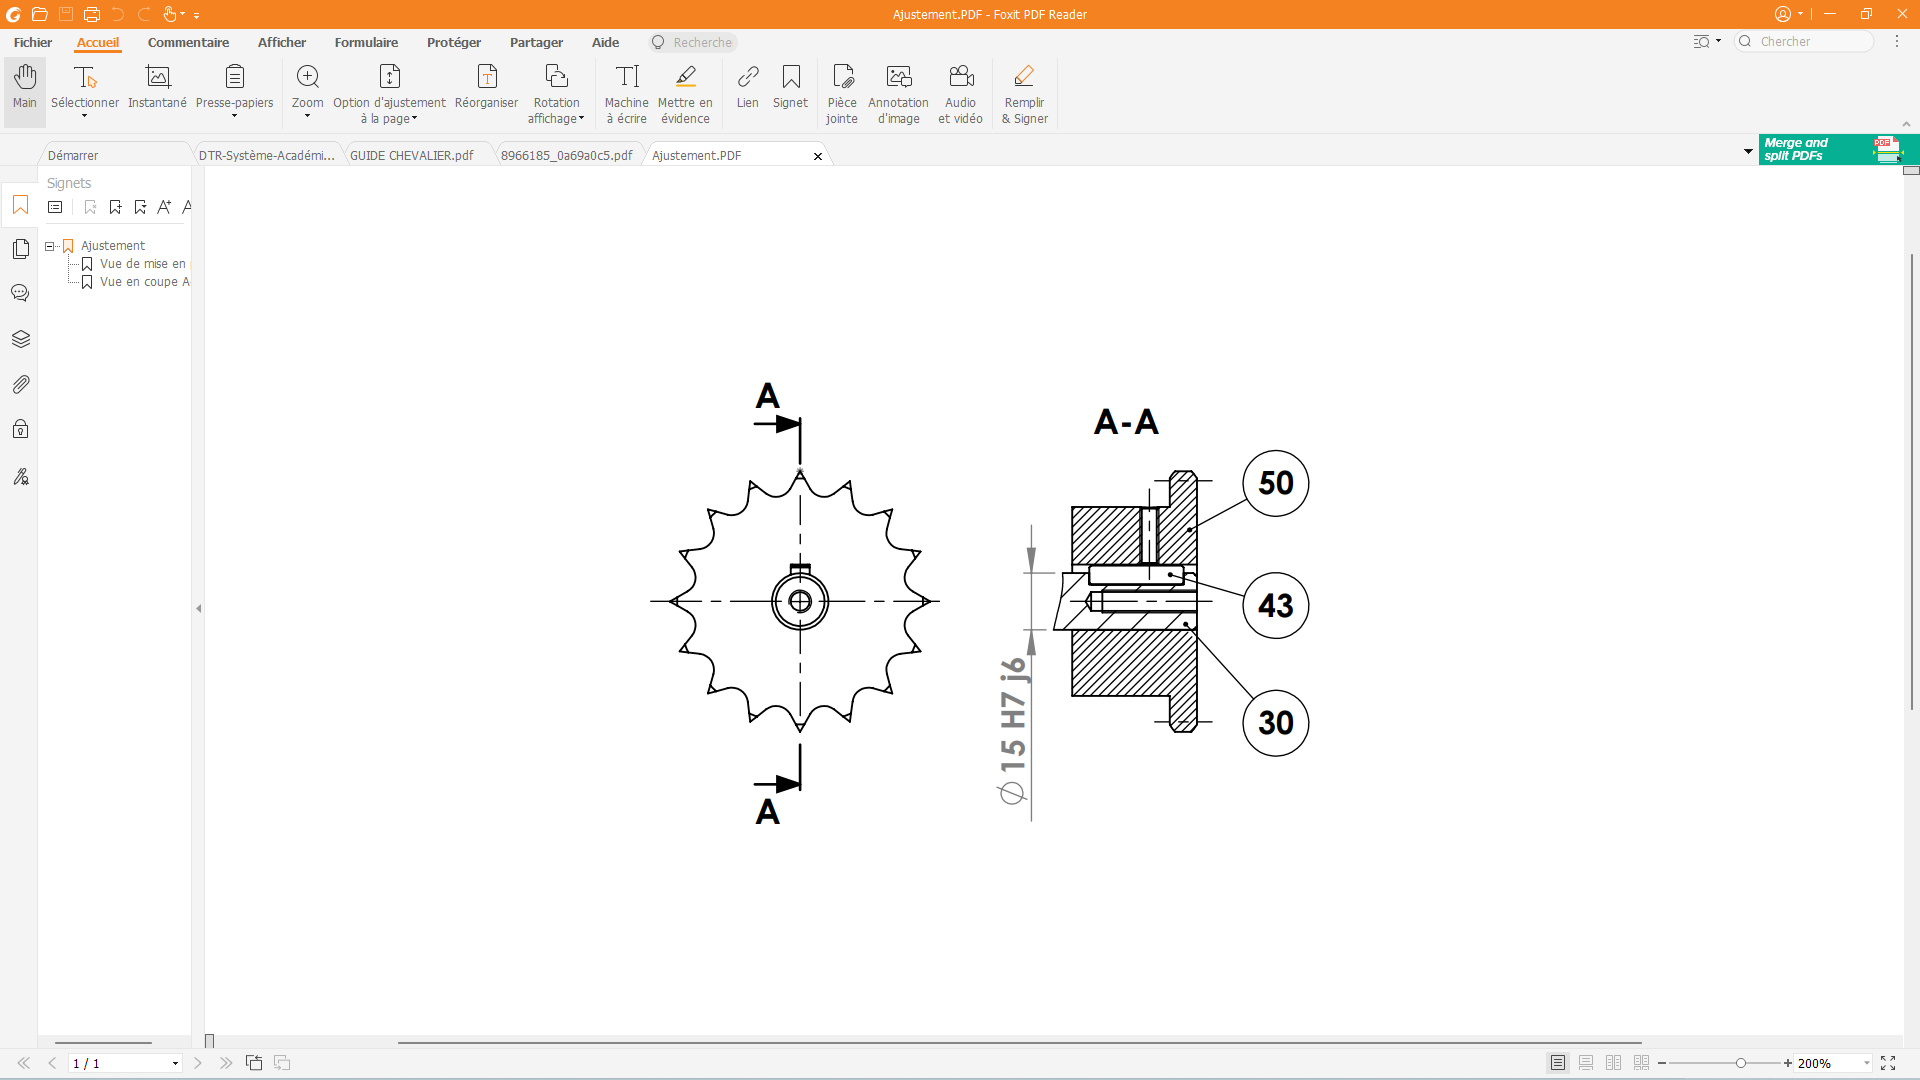 Ajustement.PDF - Foxit PDF Reader
Fichier Accueil Commentaire Afficher Formulaire Protéger Partager Aide Recherche Chercher
Main Sélectionner Instantané Presse-papiers Zoom Option d'ajustement à la page Réorganiser Rotation affichage Machine à écrire Mettre en évidence Lien Signet Pièce jointe Annotation d'image Audio et vidéo Remplir & Signer
Démarrer DTR-Système-Académi... GUIDE CHEVALIER.pdf 8966185_0a69a0c5.pdf Ajustement.PDF
Merge and
split PDFs
PDF
Signets
Ajustement
Vue de mise en
Vue en coupe A
A
A-A
50
43
30
Ø 15 H7 j6
A
1 / 1
200%